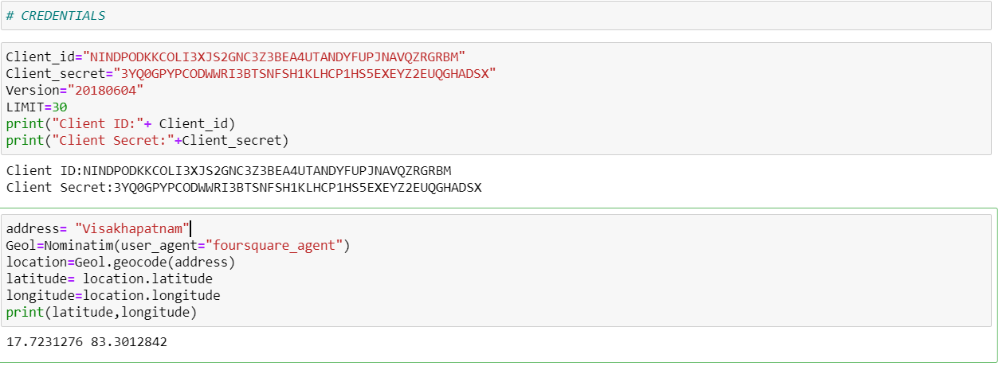 # CREDENTIALS
Client_id="NINDPODKKCOLI3XJS2GNC3Z3BEA4UTANDYFUPJNAVQZRGRBM"
Client_secret="3YQ0GPYPCODWWRI3BTSNFSH1KLHCP1HS5EXEYZ2EUQGHADSX"
Version="20180604"
LIMIT=30
print("Client ID:"+ Client_id)
print("Client Secret:"+Client_secret)
Client ID:NINDPODKKCOLI3XJS2GNC3Z3BEA4UTANDYFUPJNAVQZRGRBM
Client Secret:3YQ0GPYPCODWWRI3BTSNFSH1KLHCP1HS5EXEYZ2EUQGHADSX
address= "Visakhapatnam"
Geol=Nominatim(user_agent="foursquare_agent")
location=Geol.geocode(address)
latitude= location.latitude
longitude=location.longitude
print(latitude,longitude)
17.7231276 83.3012842